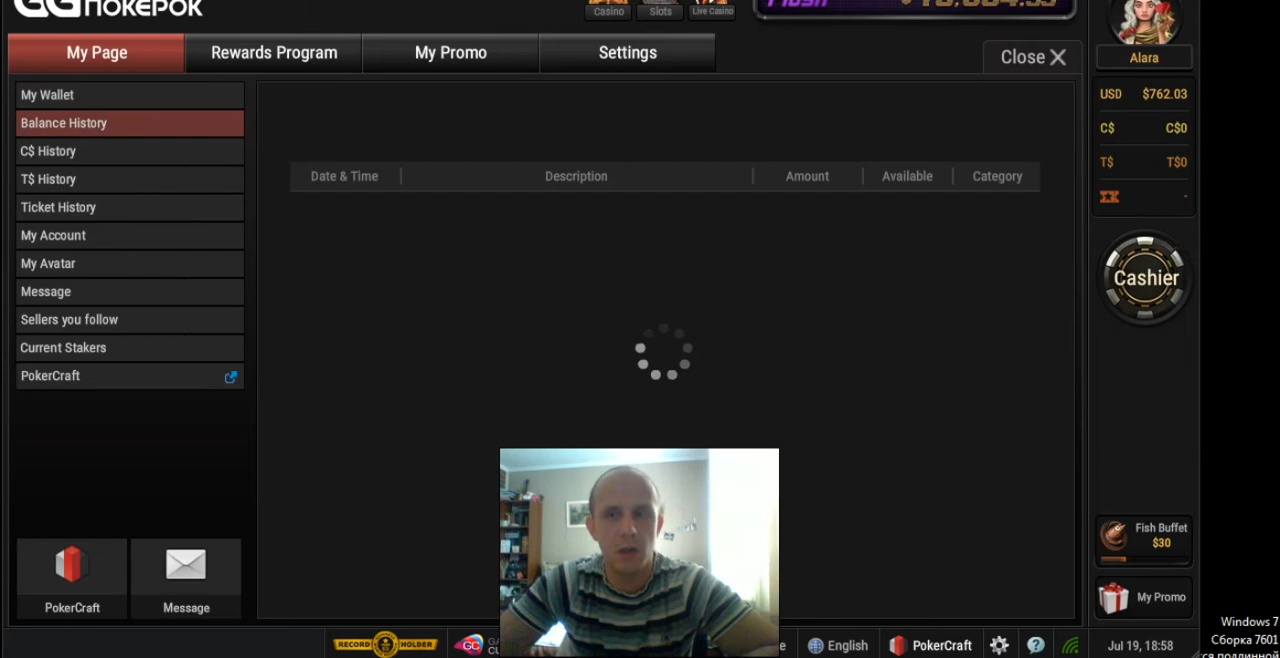 GGПОКЕРОК
Casino
Slots
Live Casino
Flush
My Page
Rewards Program
My Promo
Settings
Close
Alara
My Wallet
Balance History
C$ History
T$ History
Ticket History
My Account
My Avatar
Message
Sellers you follow
Current Stakers
PokerCraft
Date & Time
Description
Amount
Available
Category
USD $762.03
C$ C$0
T$ T$0
-
Cashier
Fish Buffet
$30
My Promo
PokerCraft
Message
RECORD HOLDER
GC
English
PokerCraft
Jul 19, 18:58
Windows 7
Сборка 7601